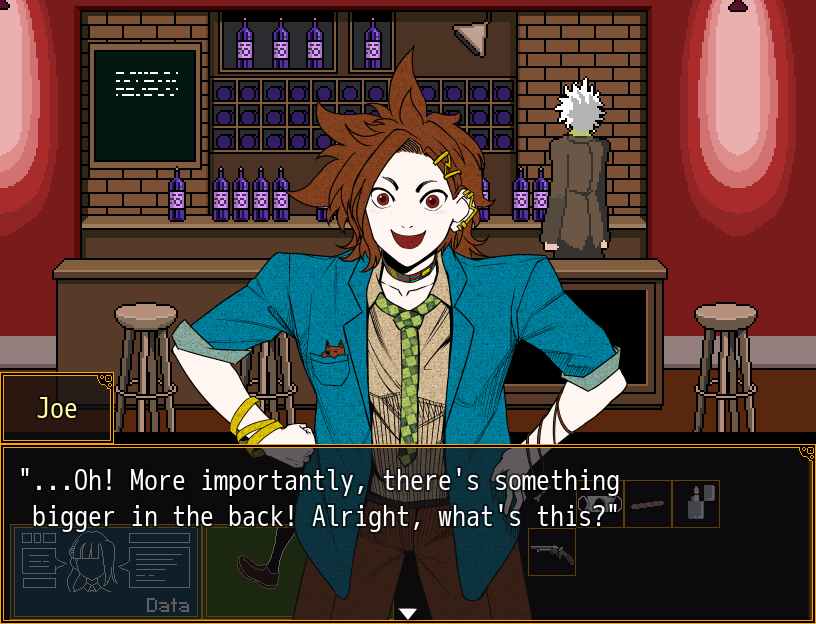 Joe
"...Oh! More importantly, there's something
bigger in the back! Alright, what's this?"
Data